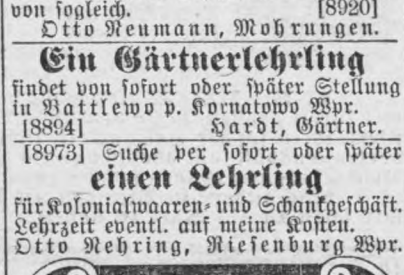 von sogleich. [8920]
Otto Neumann, Mohrungen.
Ein Gärtnerlehrling
findet von sofort oder später Stellung
in Battlewo p. Kornatowo Wpr.
[8894] Hardt, Gärtner.
[8973] Suche per sofort oder später
einen Lehrling
für Kolonialwaaren- und Schankgeschäft.
Lehrzeit eventl. auf meine Kosten.
Otto Nehring, Riesenburg Wpr.